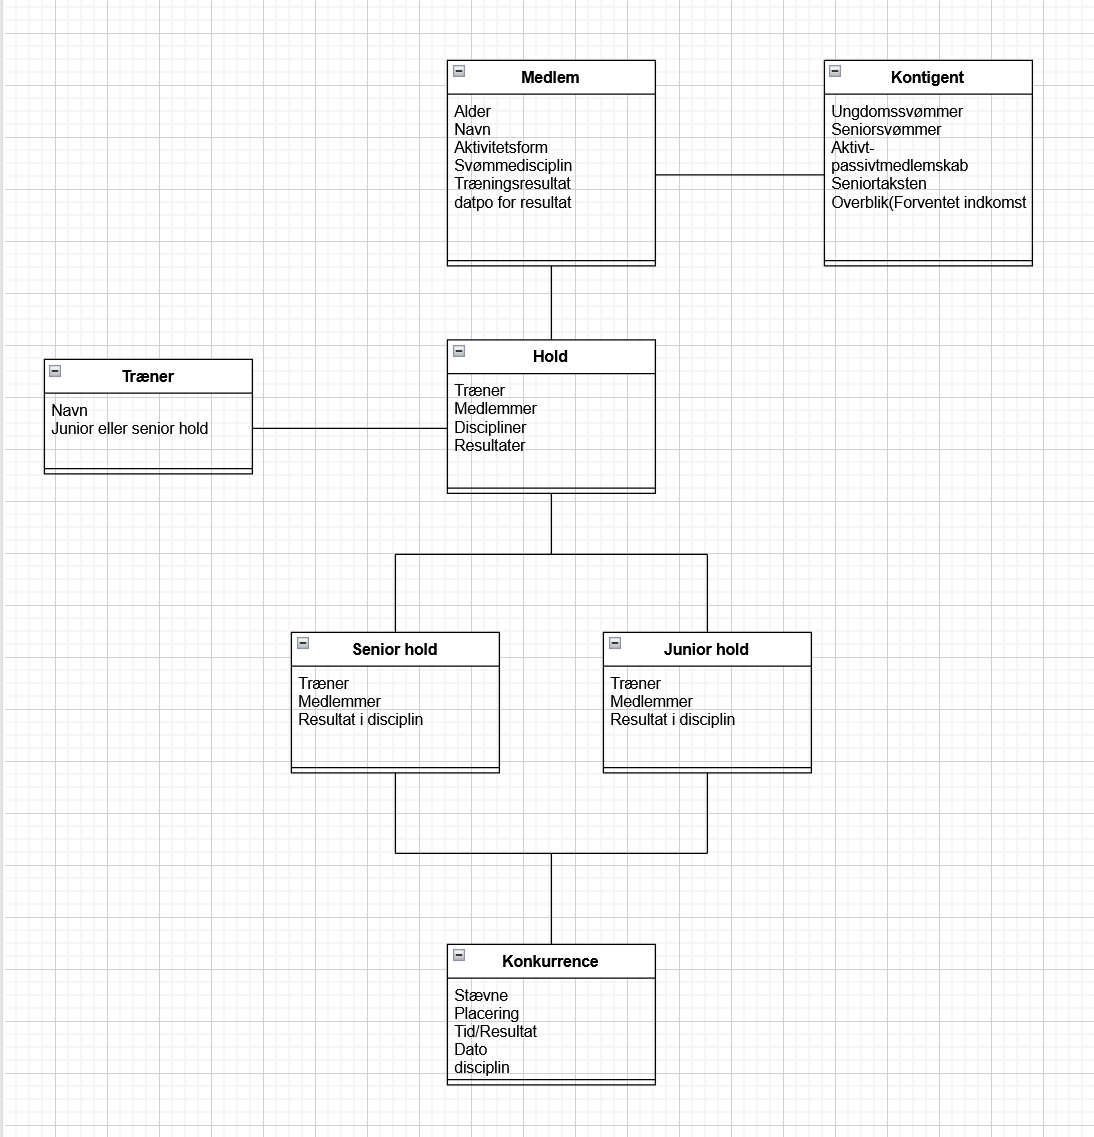 Medlem
Alder
Navn
Aktivitetsform
Svømmedisciplin
Træningsresultat
datpo for resultat
Kontigent
Ungdomssvømmer
Seniorsvømmer
Aktivt-
passivtmedlemskab
Seniortaksten
Overblik(Forventet indkomst
Træner
Navn
Junior eller senior hold
Hold
Træner
Medlemmer
Discipliner
Resultater
Senior hold
Træner
Medlemmer
Resultat i disciplin
Junior hold
Træner
Medlemmer
Resultat i disciplin
Konkurrence
Stævne
Placering
Tid/Resultat
Dato
disciplin